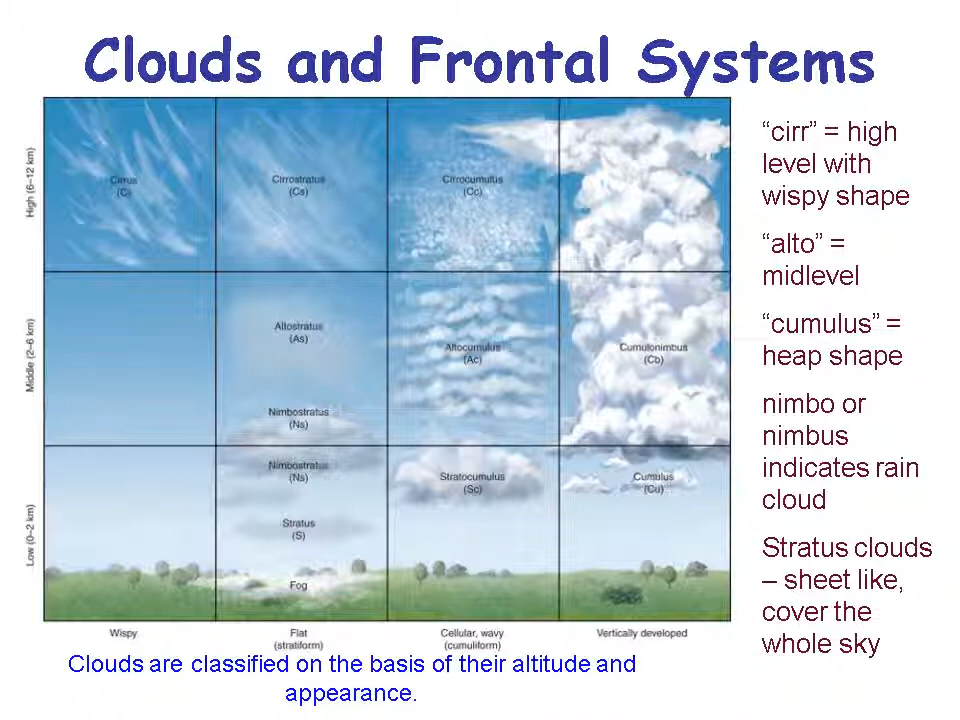 Clouds and Frontal Systems
High (6–12 km)
Cirrus
(C)
Cirrostratus
(Cs)
Cirrocumulus
(Cc)
Middle (2–6 km)
Altostratus
(As)
Altocumulus
(Ac)
Cumulonimbus
(Cb)
Nimbostratus
(Ns)
Low (0–2 km)
Nimbostratus
(Ns)
Stratocumulus
(Sc)
Cumulus
(Cu)
Stratus
(S)
Fog
Wispy
Flat
(stratiform)
Cellular, wavy
(cumuliform)
Vertically developed
“cirr” = high
level with
wispy shape
“alto” =
midlevel
“cumulus” =
heap shape
nimbo or
nimbus
indicates rain
cloud
Stratus clouds
– sheet like,
cover the
whole sky
Clouds are classified on the basis of their altitude and
appearance.